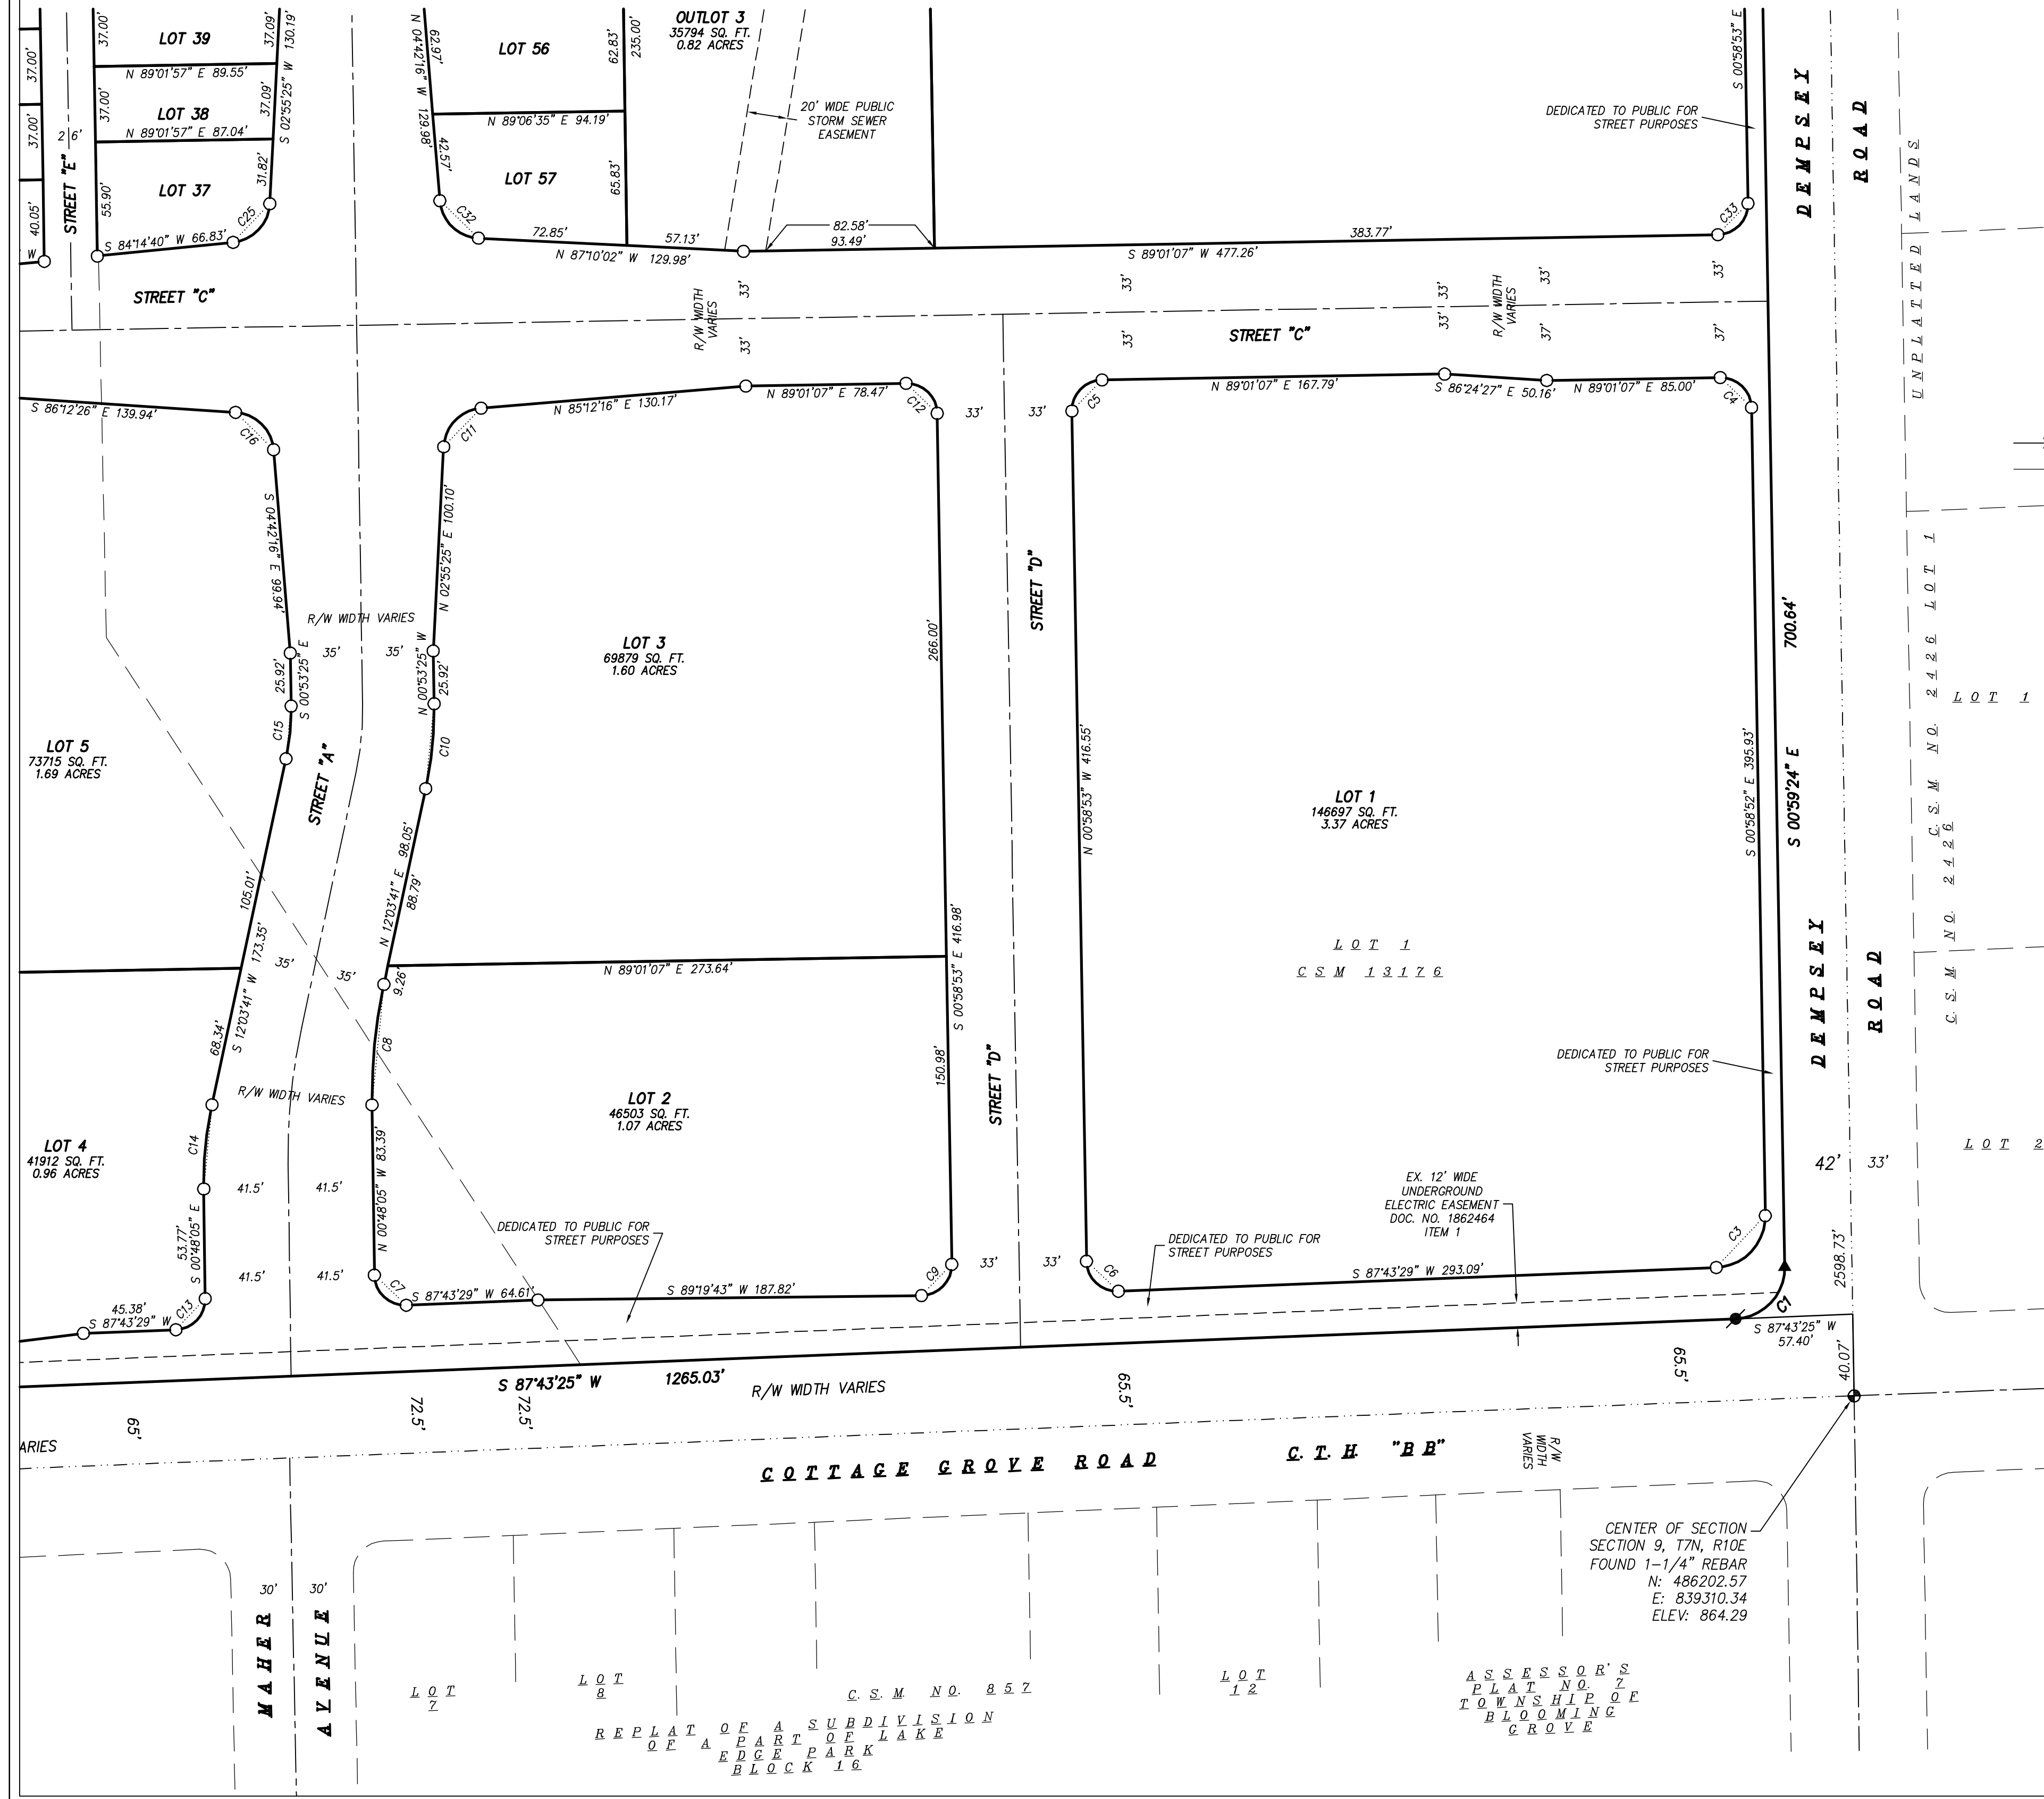 37.00'
37.00'
37.00'
40.05'
W
2 6'
STREET "E"
37.00'
37.00'
55.90'
LOT 39
N 89°01'57" E 89.55'
LOT 38
N 89°01'57" E 87.04'
LOT 37
S 84°14'40" W 66.83'
C25
37.09'
37.09'
31.82'
S 02°55'25" W 130.19'
N 04°42'16" W 129.98'
62.97'
42.57'
LOT 56
N 89°06'35" E 94.19'
LOT 57
62.83'
235.00'
65.83'
C32
OUTLOT 3
35794 SQ. FT.
0.82 ACRES
20' WIDE PUBLIC
STORM SEWER
EASEMENT
72.85'
57.13'
N 87°10'02" W 129.98'
82.58'
93.49'
383.77'
S 89°01'07" W 477.26'
S 00°58'53" E
DEDICATED TO PUBLIC FOR
STREET PURPOSES
C33
DEMPSEY
ROAD
UNPLATTED LANDS
STREET "C"
R/W WIDTH
VARIES
33'
33'
33'
33'
STREET "C"
33'
33'
R/W WIDTH
VARIES
33'
37'
33'
37'
S 86°12'26" E 139.94'
C16
C11
N 85°12'16" E 130.17'
N 89°01'07" E 78.47'
C12
33'
33'
C5
N 89°01'07" E 167.79'
S 86°24'27" E 50.16'
N 89°01'07" E 85.00'
C4
S 04°42'16" E 99.94'
N 02°55'25" E 100.10'
R/W WIDTH VARIES
35'
35'
25.92'
S 00°53'25" E
N 00°53'25" W
25.92'
C15
C10
STREET "A"
LOT 3
69879 SQ. FT.
1.60 ACRES
266.00'
STREET "D"
N 00°58'53" W 416.55'
LOT 1
146697 SQ. FT.
3.37 ACRES
S 00°58'52" E 395.93'
700.64'
S 00°59'24" E
C.S.M. NO. 2426 LOT 1
LOT 1
C.S.M. NO. 2426
LOT 5
73715 SQ. FT.
1.69 ACRES
105.01'
S 12°03'41" W 173.35'
68.34'
N 12°03'41" E 98.05'
88.79'
9.26'
35'
35'
N 89°01'07" E 273.64'
S 00°58'53" E 416.98'
LOT 1
CSM 13176
DEMPSEY
ROAD
DEDICATED TO PUBLIC FOR
STREET PURPOSES
R/W WIDTH VARIES
C8
C14
LOT 2
46503 SQ. FT.
1.07 ACRES
150.98'
STREET "D"
LOT 4
41912 SQ. FT.
0.96 ACRES
41.5'
41.5'
53.77'
S 00°48'05" E
N 00°48'05" W 83.39'
41.5'
41.5'
C13
C7
45.38'
S 87°43'29" W
S 87°43'29" W 64.61'
S 89°19'43" W 187.82'
C9
DEDICATED TO PUBLIC FOR
STREET PURPOSES
33'
33'
C6
DEDICATED TO PUBLIC FOR
STREET PURPOSES
EX. 12' WIDE
UNDERGROUND
ELECTRIC EASEMENT
DOC. NO. 1862464
ITEM 1
S 87°43'29" W 293.09'
C3
C1
42'
33'
LOT 2
2598.73'
S 87°43'25" W
57.40'
40.07'
S 87°43'25" W
1265.03'
R/W WIDTH VARIES
65'
72.5'
72.5'
65.5'
65.5'
ARIES
COTTAGE GROVE ROAD
C.T.H. "BB"
R/W
WIDTH
VARIES
CENTER OF SECTION
SECTION 9, T7N, R10E
FOUND 1-1/4" REBAR
N: 486202.57
E: 839310.34
ELEV: 864.29
30'
30'
MAHER
AVENUE
LOT
7
LOT
8
C.S.M. NO. 857
LOT
12
REPLAT OF A SUBDIVISION
OF A PART OF LAKE
EDGE PARK
BLOCK 16
ASSESSOR'S
PLAT NO. 7
TOWNSHIP OF
BLOOMING
GROVE